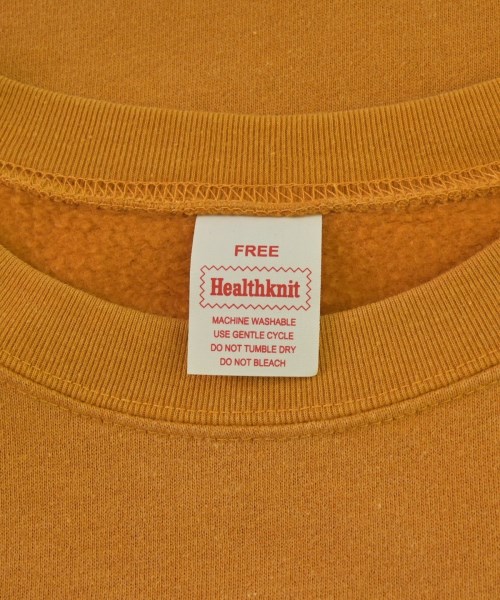 FREE
Healthknit
MACHINE WASHABLE
USE GENTLE CYCLE
DO NOT TUMBLE DRY
DO NOT BLEACH